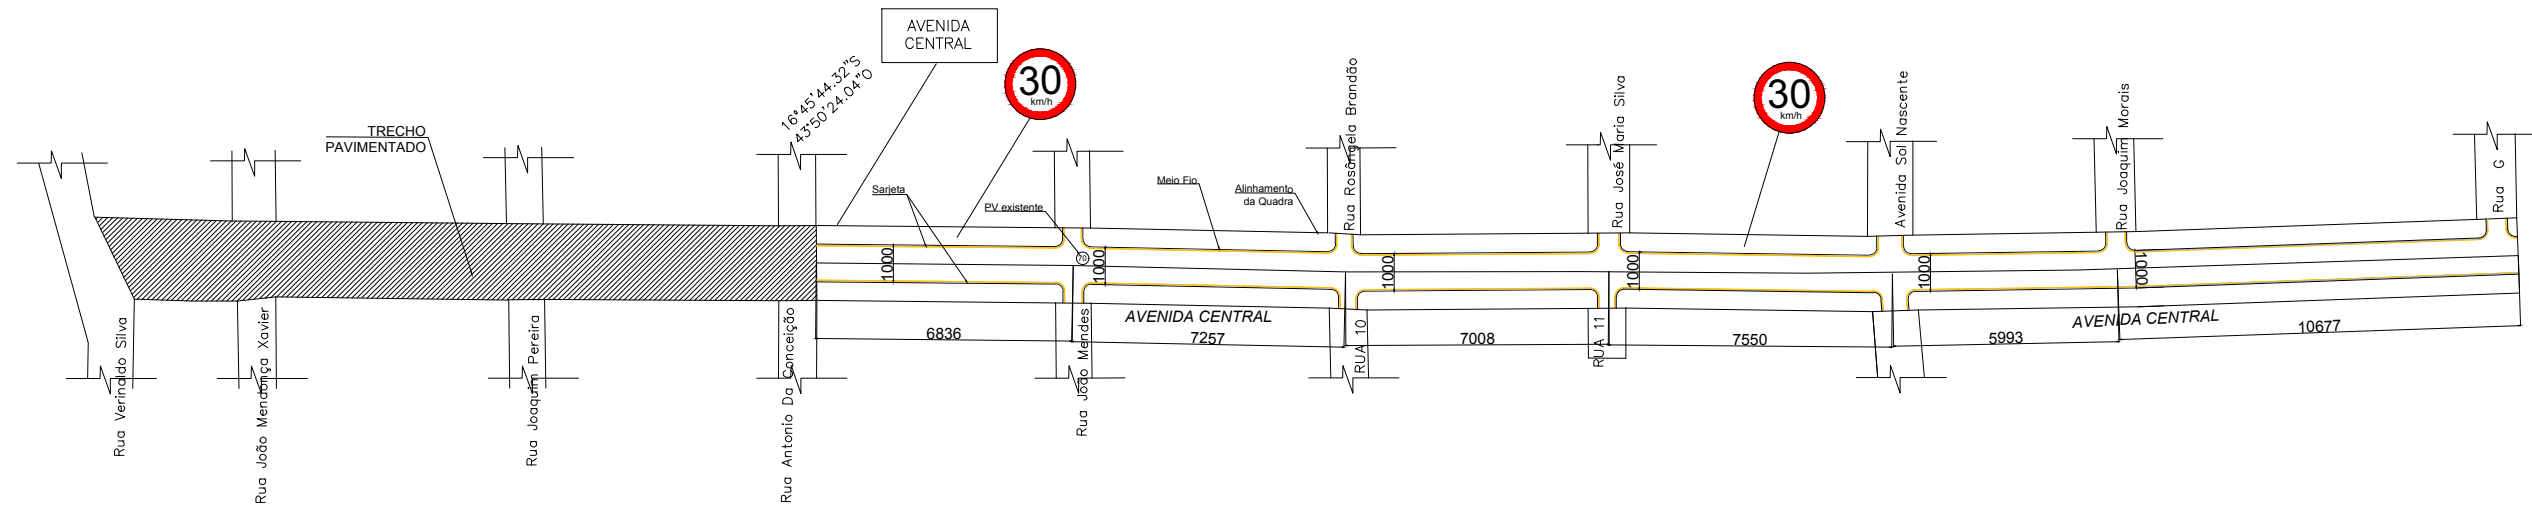 AVENIDA
CENTRAL
16°45'44.32"S
43°50'24.04"O
30
km/h
30
km/h
TRECHO
PAVIMENTADO
Sarjeta
PV existente
70
Meio Fio
Alinhamento
da Quadra
Rua Rosângela Brandão
Rua José Maria Silva
Avenida Sol Nascente
Rua Joaquim Morais
Rua G
1000
1000
1000
1000
1000
1000
AVENIDA CENTRAL
AVENIDA CENTRAL
6836
7257
7008
7550
5993
10677
Rua Verinaldo Silva
Rua João Mendonça Xavier
Rua Joaquim Pereira
Rua Antonio Da Conceição
Rua João Mendes
RUA 10
RUA 11